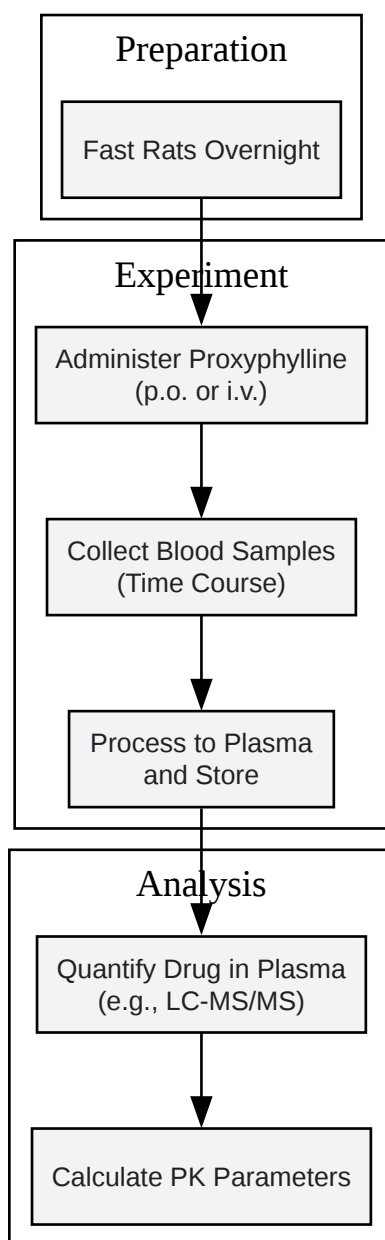 Preparation
Fast Rats Overnight
Experiment
Administer Proxyphylline
(p.o. or i.v.)
Collect Blood Samples
(Time Course)
Process to Plasma
and Store
Analysis
Quantify Drug in Plasma
(e.g., LC-MS/MS)
Calculate PK Parameters